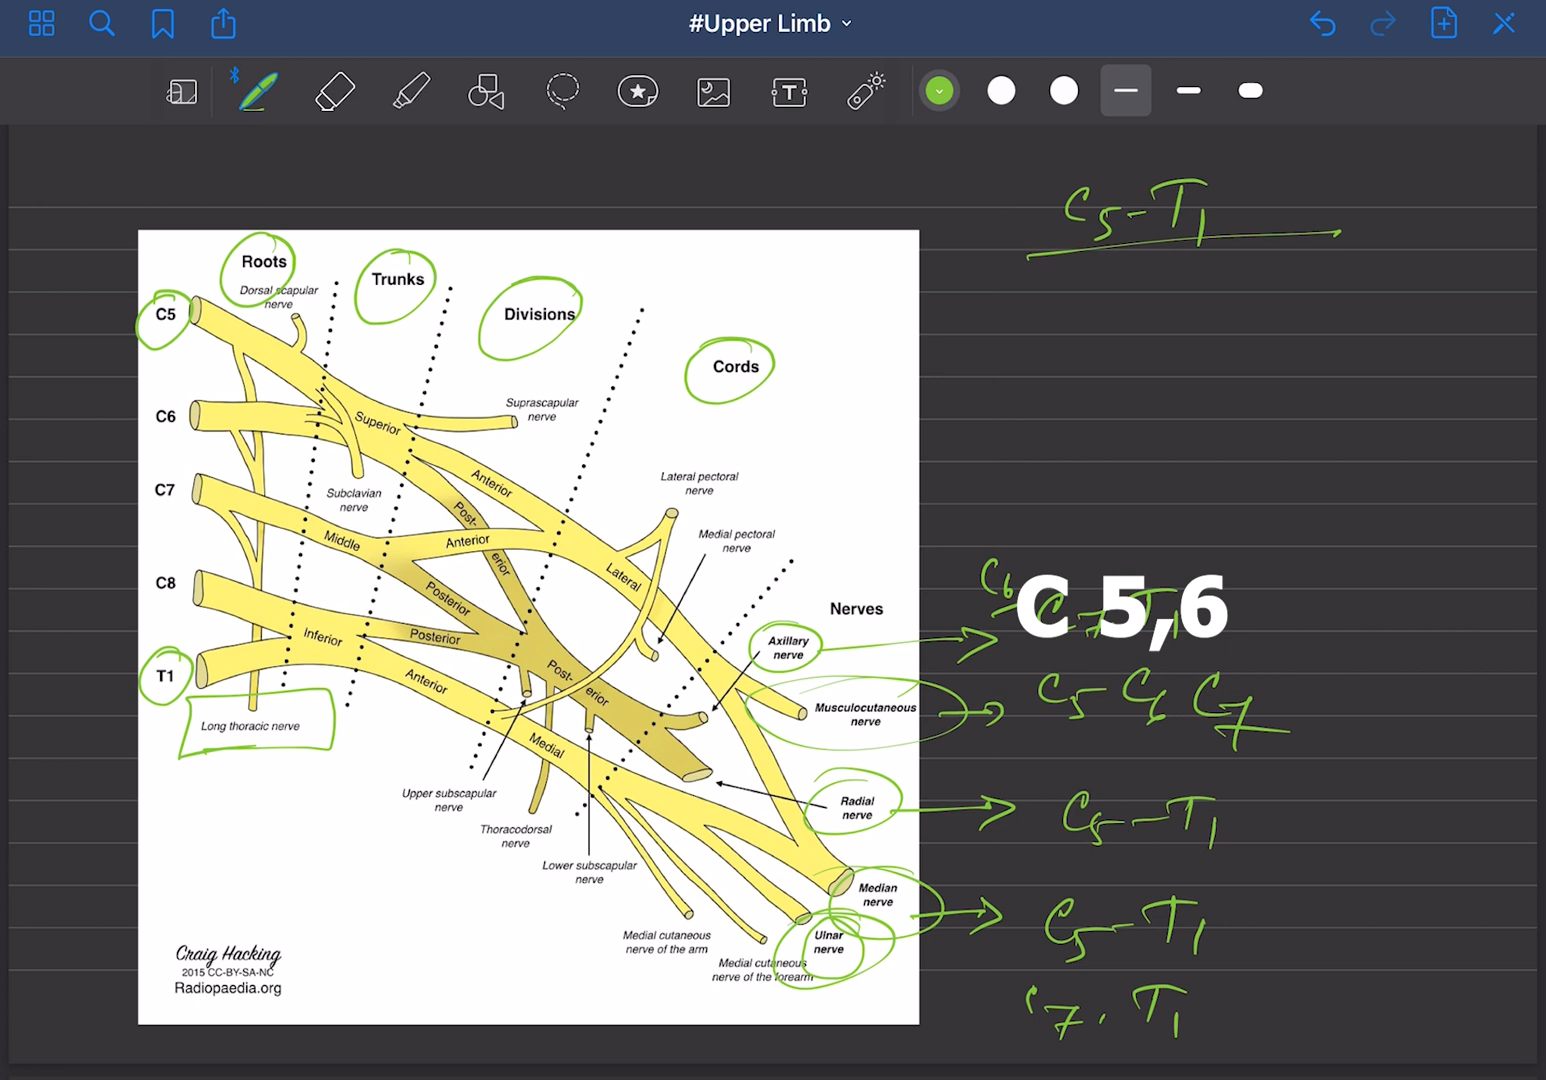 #Upper Limb
T
C5-T1
Roots
Trunks
Divisions
Cords
Dorsal scapular
nerve
C5
C6
C7
C8
T1
Superior
Suprascapular
nerve
Subclavian
nerve
Anterior
Post-
erior
Lateral pectoral
nerve
Medial pectoral
nerve
Middle
Anterior
Posterior
Lateral
Inferior
Posterior
Post-
erior
Anterior
Medial
Long thoracic nerve
Upper subscapular
nerve
Thoracodorsal
nerve
Lower subscapular
nerve
Medial cutaneous
nerve of the arm
Medial cutaneous
nerve of the forearm
Nerves
Axillary
nerve
C6
C 5,6
Musculocutaneous
nerve
C5 C6 C7
Radial
nerve
C5-T1
Median
nerve
C5-T1
Ulnar
nerve
C7, T1
Craig Hacking
2015 CC-BY-SA-NC
Radiopaedia.org